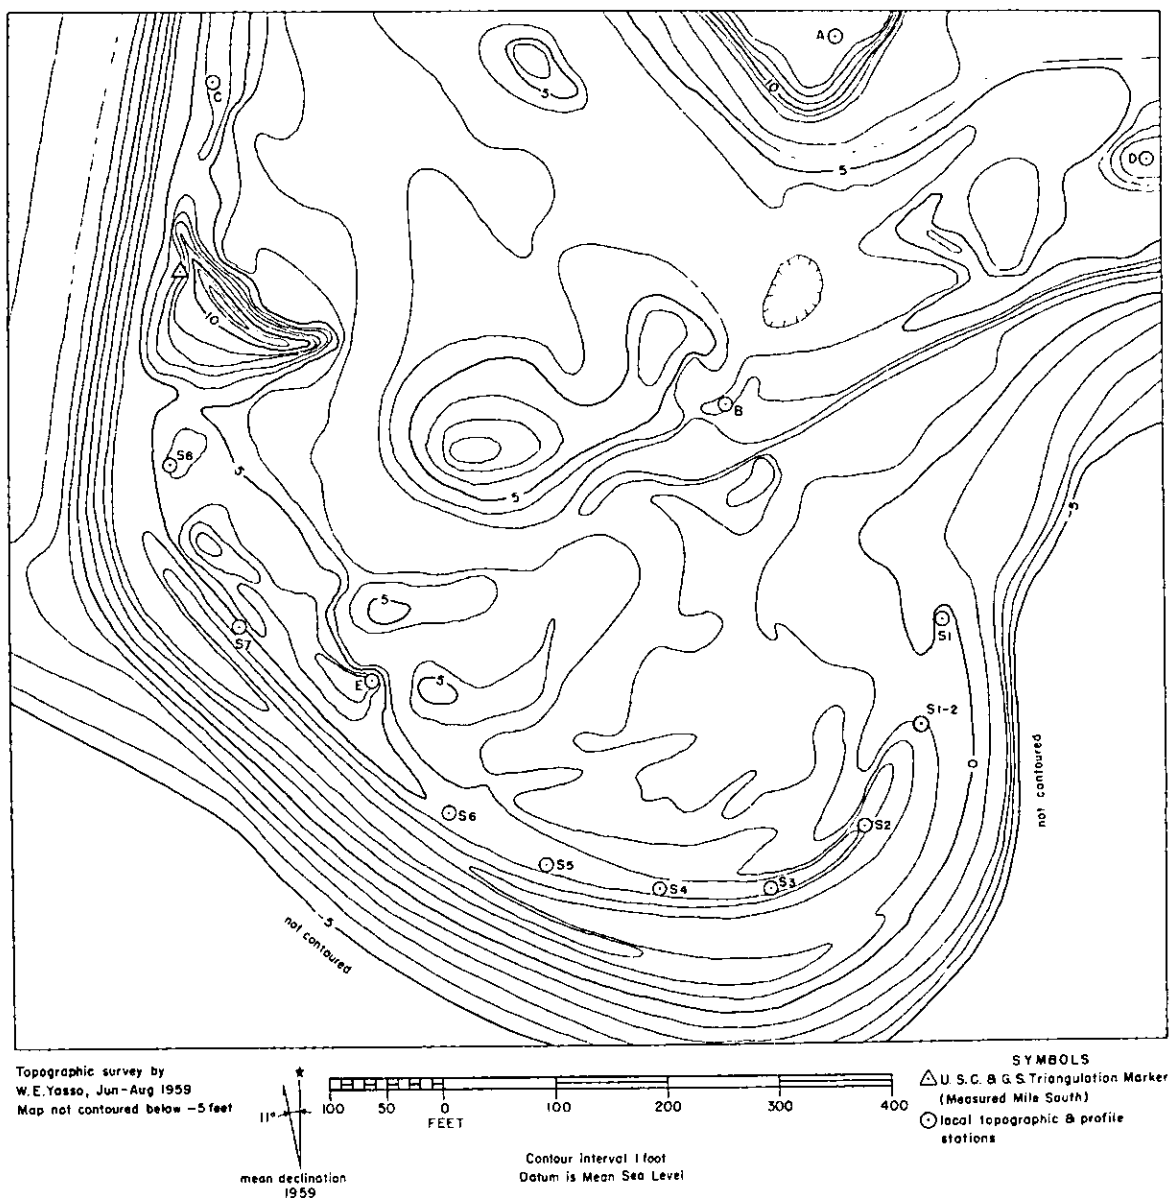 A
C
10
5
5
D
10
B
S8
5
5
-5
5
S1
S7
E
5
S1-2
0
not contoured
S6
S2
S5
S4
S3
-5
not contoured
Topographic survey by
W. E. Yasso, Jun-Aug 1959
Map not contoured below -5 feet
11°
mean declination
1959
100 50 0 100 200 300 400
FEET
Contour interval 1 foot
Datum is Mean Sea Level
SYMBOLS
U. S. C. & G. S. Triangulation Marker
(Measured Mile South)
local topographic & profile
stations